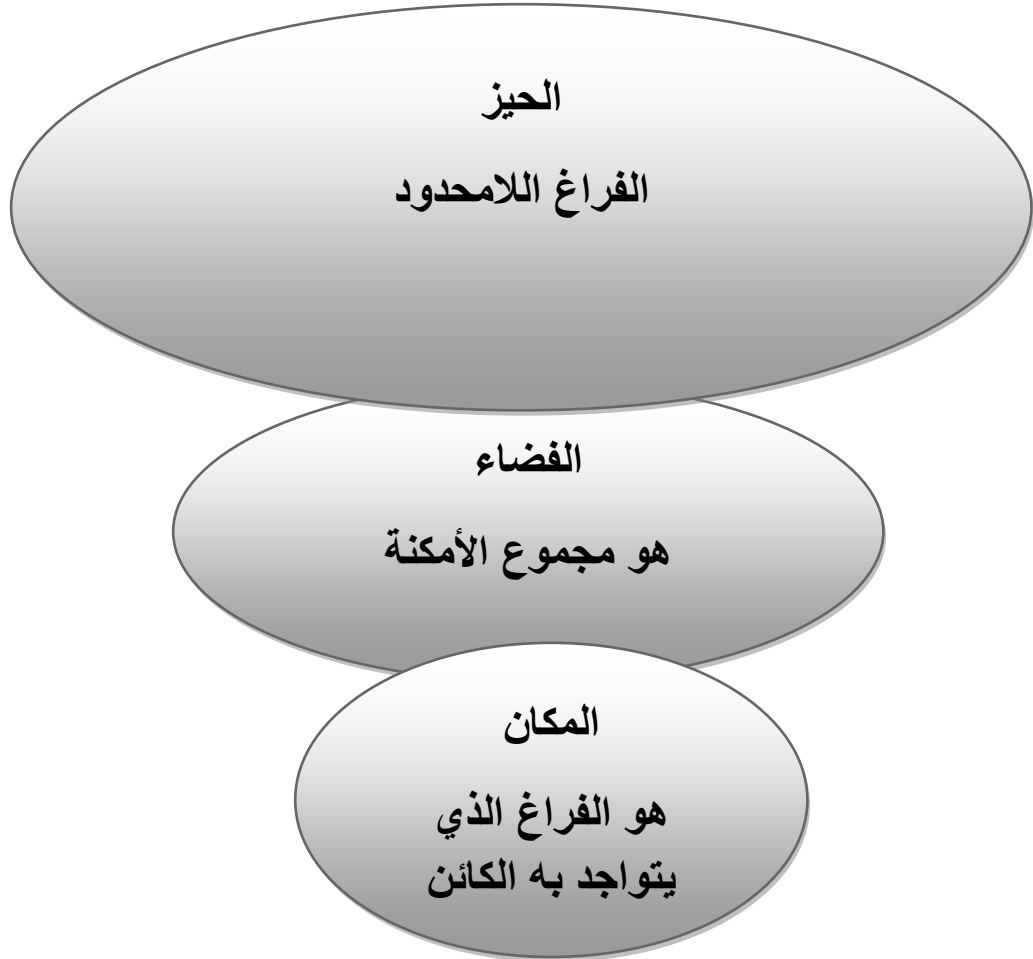 الحيز
الفراغ اللامحدود
الفضاء
هو مجموع الأمكنة
المكان
هو الفراغ الذي
يتواجد به الكائن